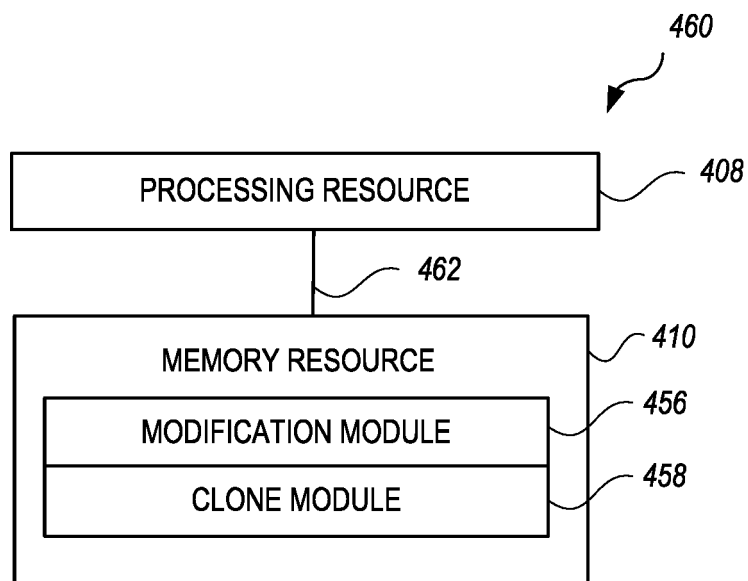 460
PROCESSING RESOURCE
408
462
MEMORY RESOURCE
410
MODIFICATION MODULE
456
CLONE MODULE
458